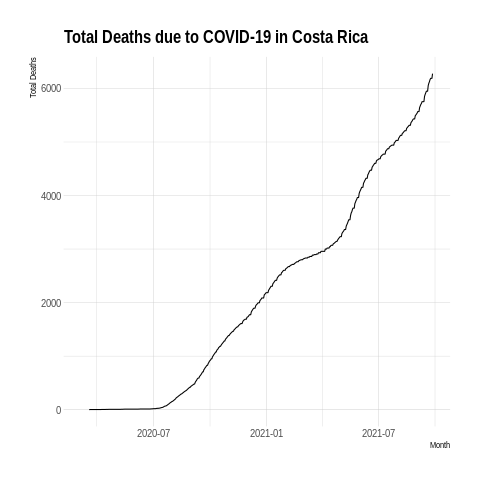 Total Deaths due to COVID-19 in Costa Rica
Total Deaths
6000
4000
2000
0
2020-07 2021-01 2021-07
Month